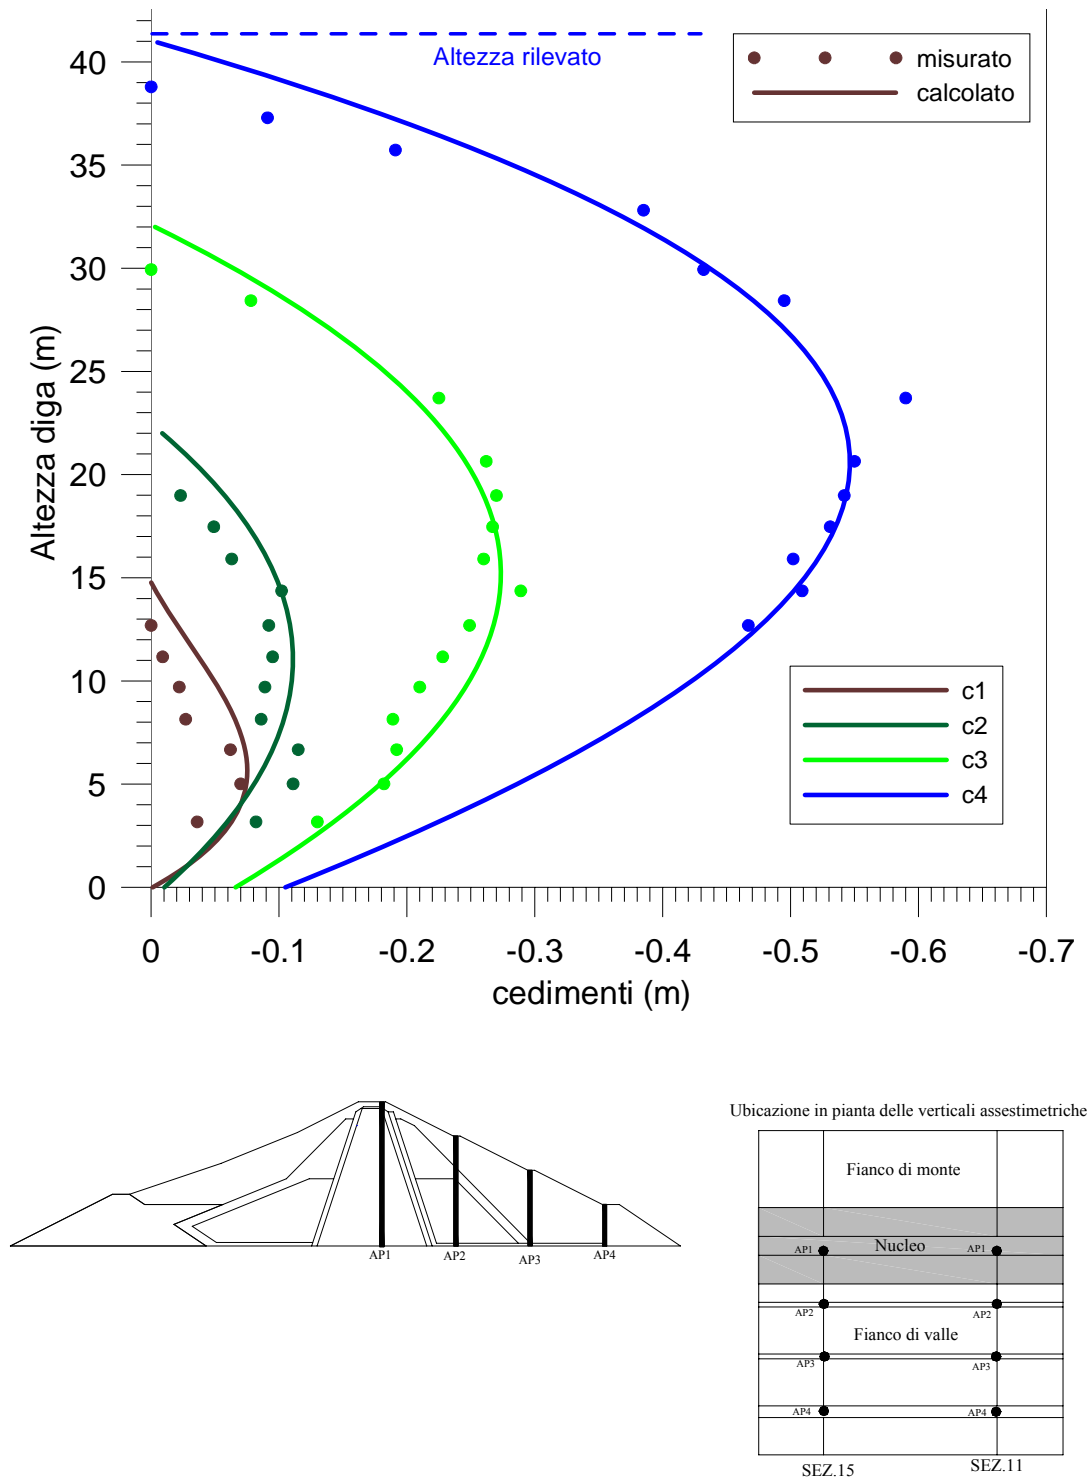 Altezza rilevato
misurato
calcolato
40
35
30
25
20
15
10
5
0
Altezza diga (m)
c1
c2
c3
c4
0
-0.1
-0.2
-0.3
-0.4
-0.5
-0.6
-0.7
cedimenti (m)
Ubicazione in pianta delle verticali assestimetriche
Fianco di monte
Nucleo
AP1
AP1
AP2
AP2
Fianco di valle
AP3
AP3
AP4
AP4
SEZ.15
SEZ.11
AP1
AP2
AP3
AP4